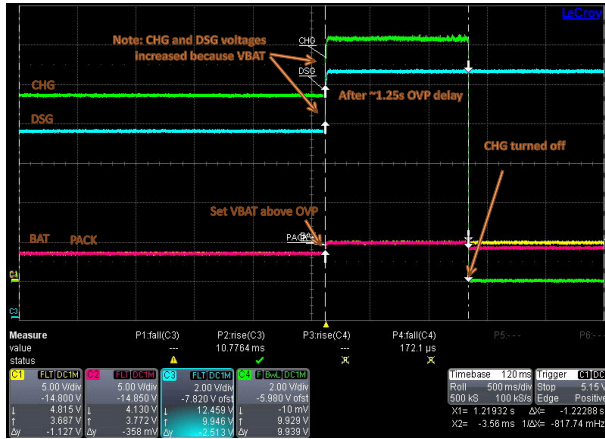 LeCroy
Note: CHG and DSG voltages
increased because VBAT
CHG
DSG
CHG
DSG
After ~1.25s OVP delay
CHG turned off
Set VBAT above OVP
BAT PACK
PACK
Measure P1:fall(C3) P2:rise(C3) P3:rise(C4) P4:fall(C4) P5:--- P6:---
value --- 10.7764 ms --- 172.1 µs
status
C1 FLT DC1M C2 FLT DC1M C3 FLT DC1M C4 F BwL DC1M Timebase 120 ms Trigger C1 DC
5.00 V/div 5.00 V/div 2.00 V/div 2.00 V/div Roll 500 ms/div Stop 5.15 V
-14.800 V -14.850 V -7.820 V ofst -5.980 V ofst 500 kS 100 kS/s Edge Positive
↓ 4.815 V ↓ 4.130 V ↓ 12.459 V ↓ -10 mV X1= 1.21932 s ΔX= -1.22288 s
↑ 3.687 V ↑ 3.772 V ↑ 9.946 V ↑ 9.929 V X2= -3.56 ms 1/ΔX= -817.74 mHz
Δy -1.127 V Δy -358 mV Δy -2.513 V Δy 9.939 V